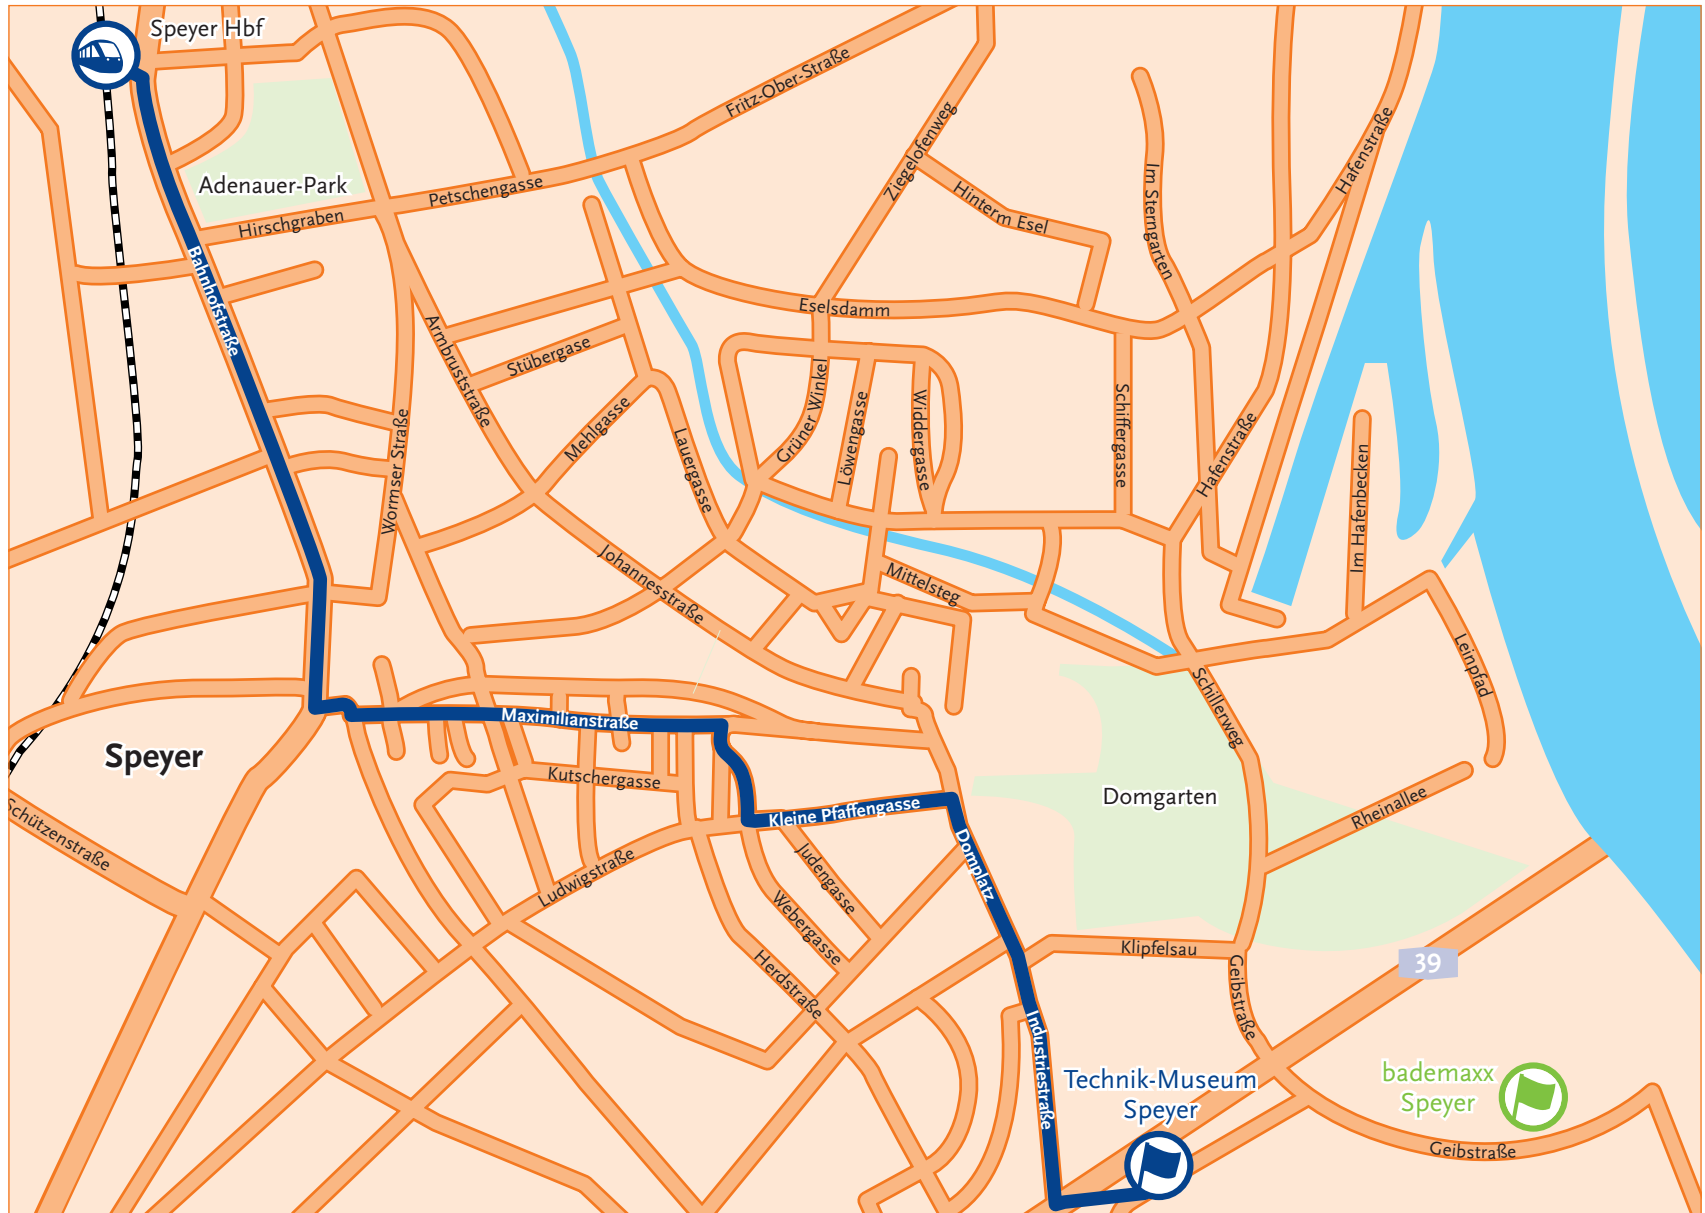 Speyer Hbf
Fritz-Ober-Straße
Ziegelofenweg
Hafenstraße
Im Sterngarten
Adenauer-Park
Petschengasse
Hinterm Esel
Hirschgraben
Bahnhofstraße
Eselsdamm
Armbruststraße
Stübergase
Grüner Winkel
Löwengasse
Widdergasse
Schiffergasse
Mehlgasse
Lauergasse
Wormser Straße
Hafenstraße
Im Hafenbecken
Johannesstraße
Mittelsteg
Leinpfad
Schillerweg
Maximilianstraße
Speyer
Kutschergasse
Domgarten
Rheinallee
Kleine Pfaffengasse
Schützenstraße
Domplatz
Ludwigstraße
Judengasse
Webergasse
Herdstraße
Klipfelsau
39
Geibstraße
Industriestraße
Technik-Museum
Speyer
bademaxx
Speyer
Geibstraße